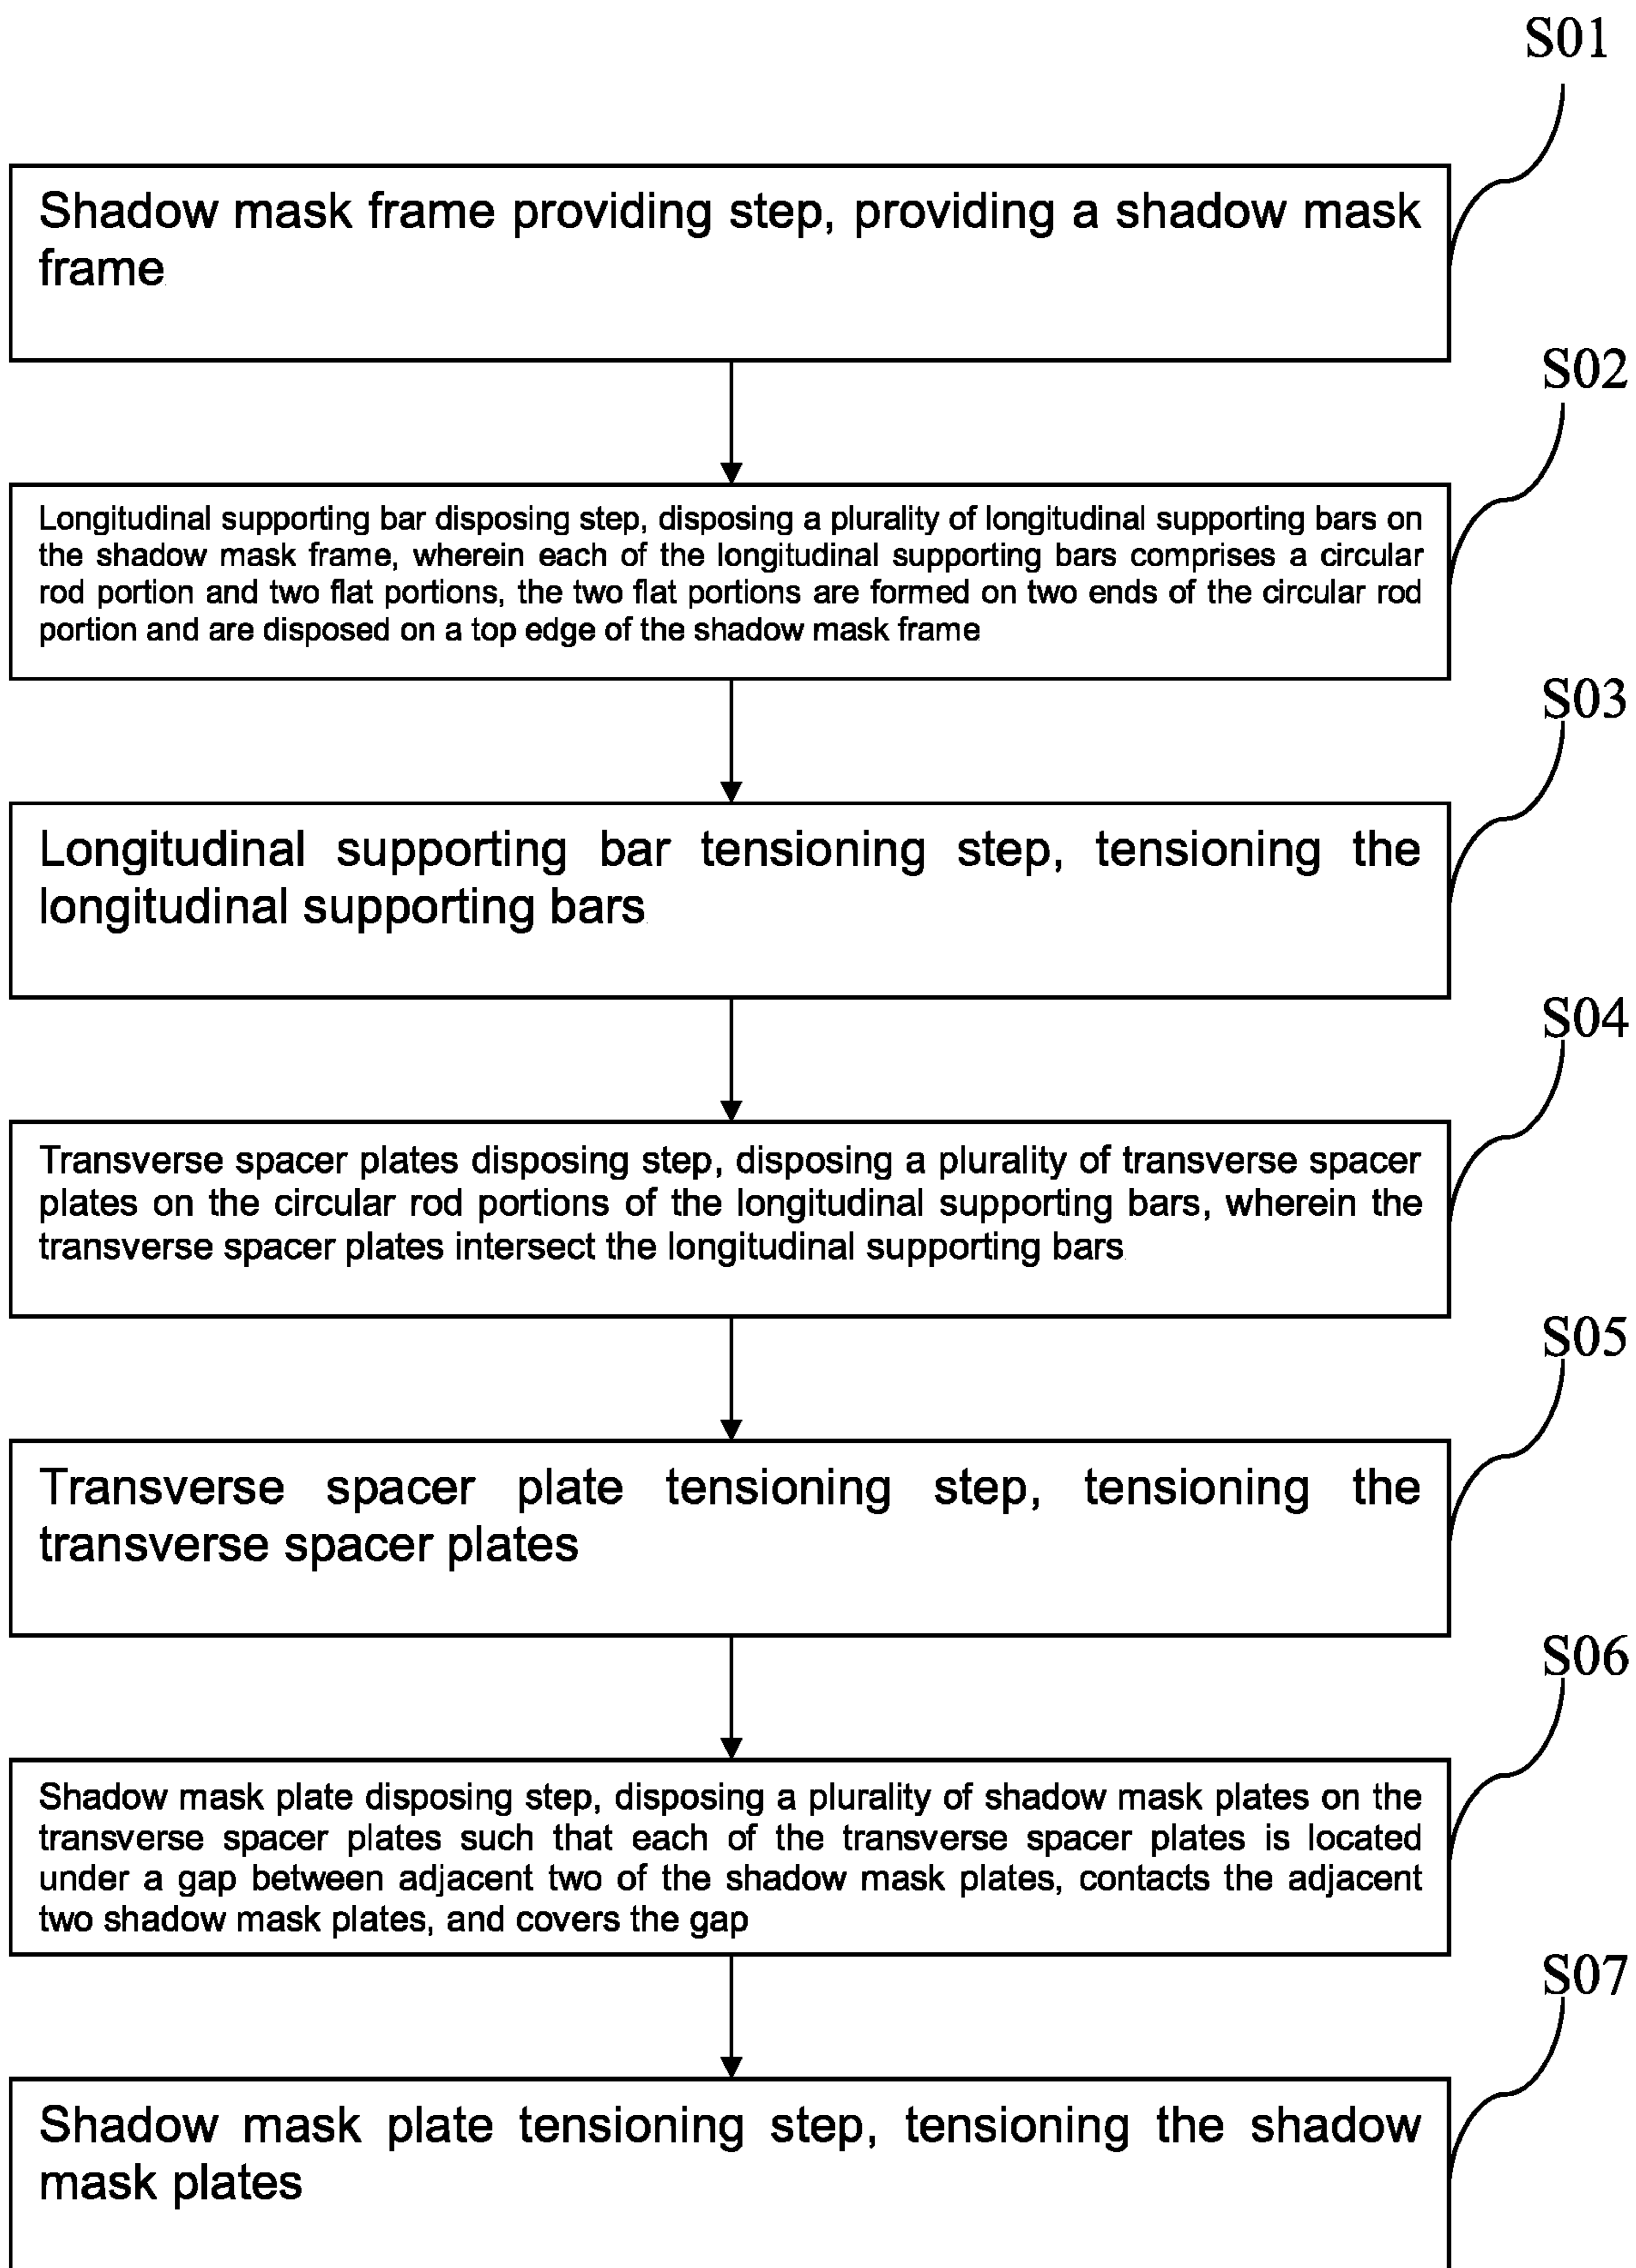 S01
Shadow mask frame providing step, providing a shadow mask
frame
S02
Longitudinal supporting bar disposing step, disposing a plurality of longitudinal supporting bars on
the shadow mask frame, wherein each of the longitudinal supporting bars comprises a circular
rod portion and two flat portions, the two flat portions are formed on two ends of the circular rod
portion and are disposed on a top edge of the shadow mask frame
S03
Longitudinal supporting bar tensioning step, tensioning the
longitudinal supporting bars
S04
Transverse spacer plates disposing step, disposing a plurality of transverse spacer
plates on the circular rod portions of the longitudinal supporting bars, wherein the
transverse spacer plates intersect the longitudinal supporting bars
S05
Transverse spacer plate tensioning step, tensioning the
transverse spacer plates
S06
Shadow mask plate disposing step, disposing a plurality of shadow mask plates on the
transverse spacer plates such that each of the transverse spacer plates is located
under a gap between adjacent two of the shadow mask plates, contacts the adjacent
two shadow mask plates, and covers the gap
S07
Shadow mask plate tensioning step, tensioning the shadow
mask plates